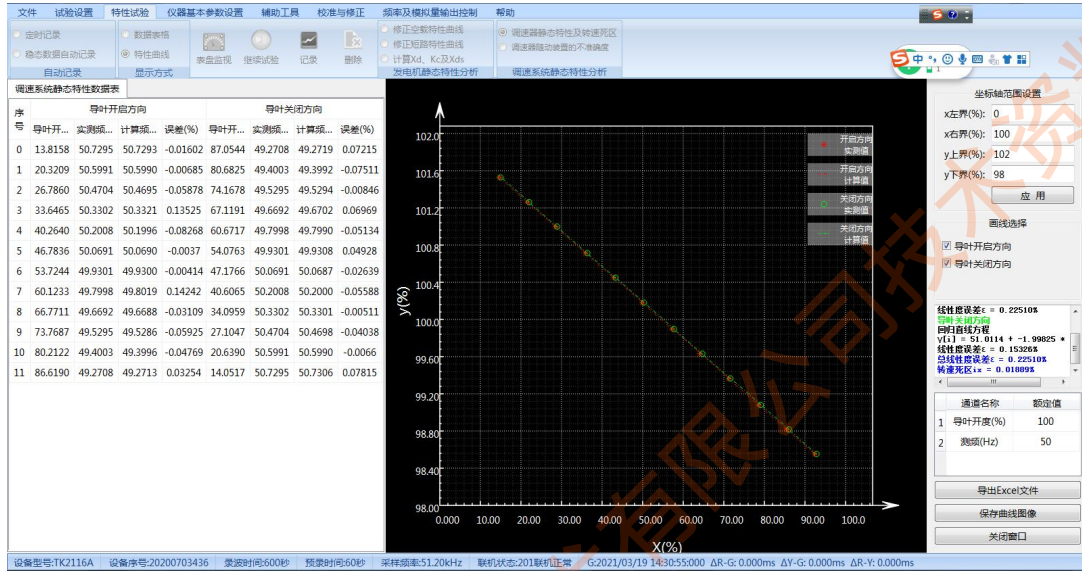 文件 试验设置 特性试验 仪器基本参数设置 辅助工具 校准与修正 频率及模拟量输出控制 帮助
定时记录
稳态数据自动记录
自动记录
数据表格
特性曲线
显示方式
表盘监视 继续试验 记录 删除
修正空载特性曲线
修正短路特性曲线
计算Xd、Kc及Xds
发电机静态特性分析
调速器静态特性及转速死区
调速器随动装置的不准确度
调速系统静态特性分析
中
调速系统静态特性数据表
序号 导叶开启方向 导叶关闭方向
导叶开... 实测频... 计算频... 误差(%) 导叶开... 实测频... 计算频... 误差(%)
0 13.8158 50.7295 50.7293 -0.01602 87.0544 49.2708 49.2719 0.07215
1 20.3209 50.5991 50.5990 -0.00685 80.6825 49.4003 49.3992 -0.07511
2 26.7860 50.4704 50.4695 -0.05878 74.1678 49.5295 49.5294 -0.00846
3 33.6465 50.3302 50.3321 0.13525 67.1191 49.6692 49.6702 0.06969
4 40.2640 50.2008 50.1996 -0.08268 60.6717 49.7998 49.7990 -0.05134
5 46.7836 50.0691 50.0690 -0.0037 54.0763 49.9301 49.9308 0.04928
6 53.7244 49.9301 49.9300 -0.00414 47.1766 50.0691 50.0687 -0.02639
7 60.1233 49.7998 49.8019 0.14242 40.6065 50.2008 50.2000 -0.05588
8 66.7711 49.6692 49.6688 -0.03109 34.0959 50.3302 50.3301 -0.00511
9 73.7687 49.5295 49.5286 -0.05925 27.1047 50.4704 50.4698 -0.04038
10 80.2122 49.4003 49.3996 -0.04769 20.6390 50.5991 50.5990 -0.0066
11 86.6190 49.2708 49.2713 0.03254 14.0517 50.7295 50.7306 0.07815
102.0
101.6
101.2
100.8
100.4
100.0
99.60
99.20
98.80
98.40
98.00
y(%)
0.000 10.00 20.00 30.00 40.00 50.00 60.00 70.00 80.00 90.00 100.0
X(%)
开启方向
实测值
开启方向
计算值
关闭方向
实测值
关闭方向
计算值
坐标轴范围设置
x左界(%): 0
x右界(%): 100
y上界(%): 102
y下界(%): 98
应 用
画线选择
导叶开启方向
导叶关闭方向
线性度误差ε = 0.22510%
导叶关闭方向
回归直线方程
y[i] = 51.0114 + -1.99825 *
线性度误差ε = 0.15326%
总线性度误差ε = 0.22510%
转速死区ix = 0.01889%
通道名称 额定值
1 导叶开度(%) 100
2 测频(Hz) 50
导出Excel文件
保存曲线图像
关闭窗口
设备型号:TK2116A 设备序号:20200703436 录波时间:600秒 预录时间:60秒 采样频率:51.20kHz 联机状态:201联机正常 G:2021/03/19 14:30:55:000 ΔR-G: 0.000ms ΔY-G: 0.000ms ΔR-Y: 0.000ms
有限公司技术资